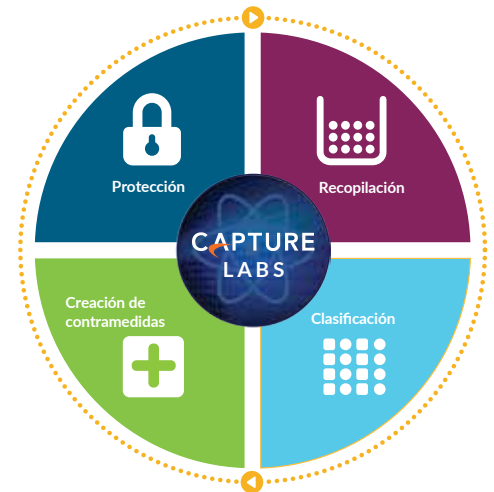 Protección
Recopilación
CAPTURE
LABS
Creación de
contramedidas
Clasificación